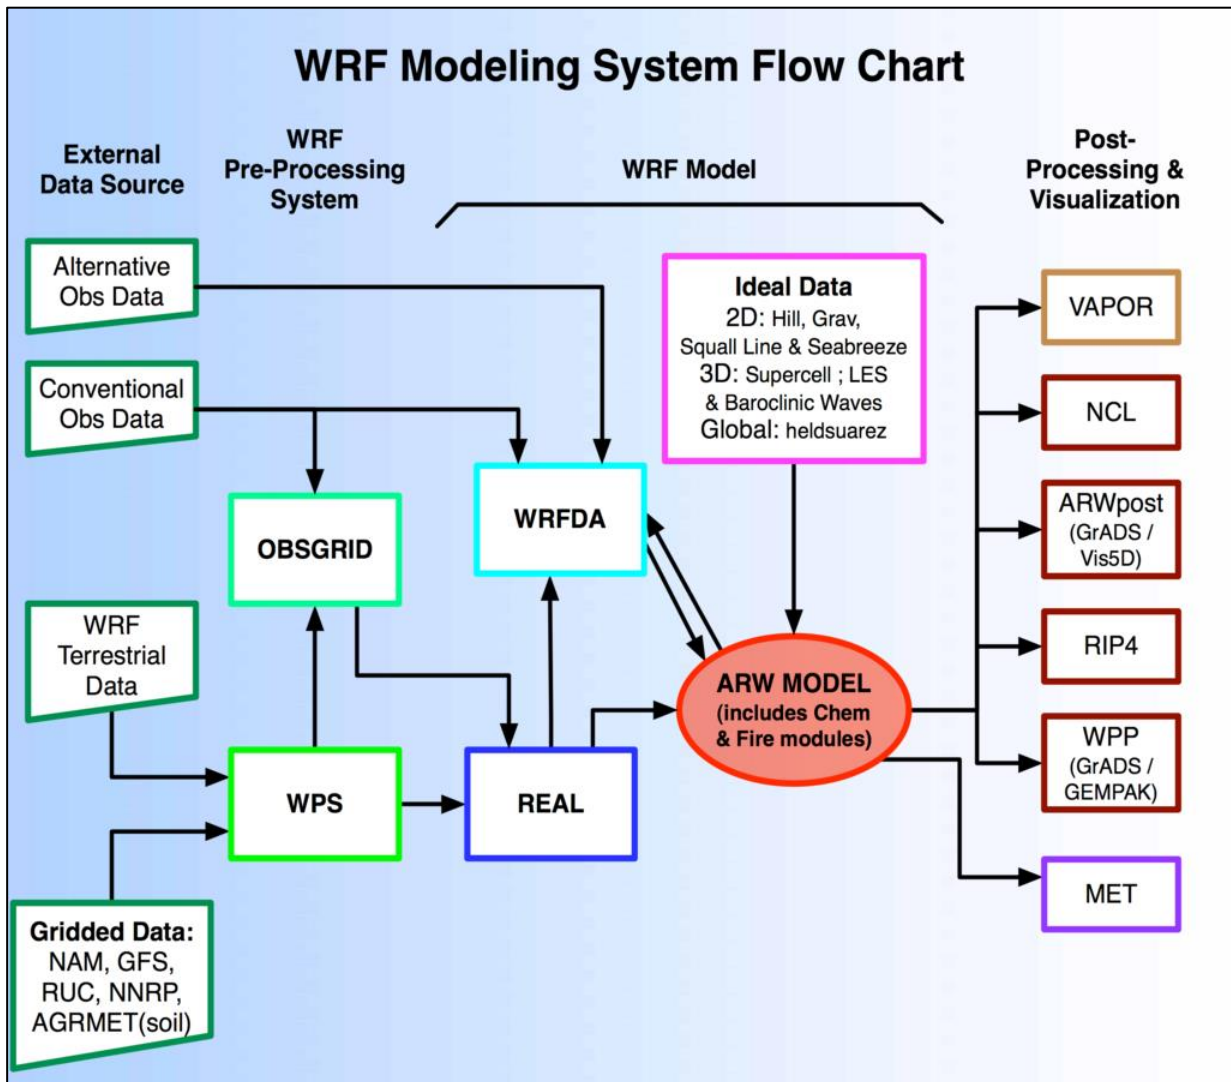 WRF Modeling System Flow Chart
External
Data Source
WRF
Pre-Processing
System
WRF Model
Post-
Processing &
Visualization
Alternative
Obs Data
Conventional
Obs Data
WRF
Terrestrial
Data
Gridded Data:
NAM, GFS,
RUC, NNRP,
AGRMET(soil)
OBSGRID
WPS
WRFDA
REAL
Ideal Data
2D: Hill, Grav,
Squall Line & Seabreeze
3D: Supercell ; LES
& Baroclinic Waves
Global: heldsuarez
ARW MODEL
(includes Chem
& Fire modules)
VAPOR
NCL
ARWpost
(GrADS /
Vis5D)
RIP4
WPP
(GrADS /
GEMPAK)
MET